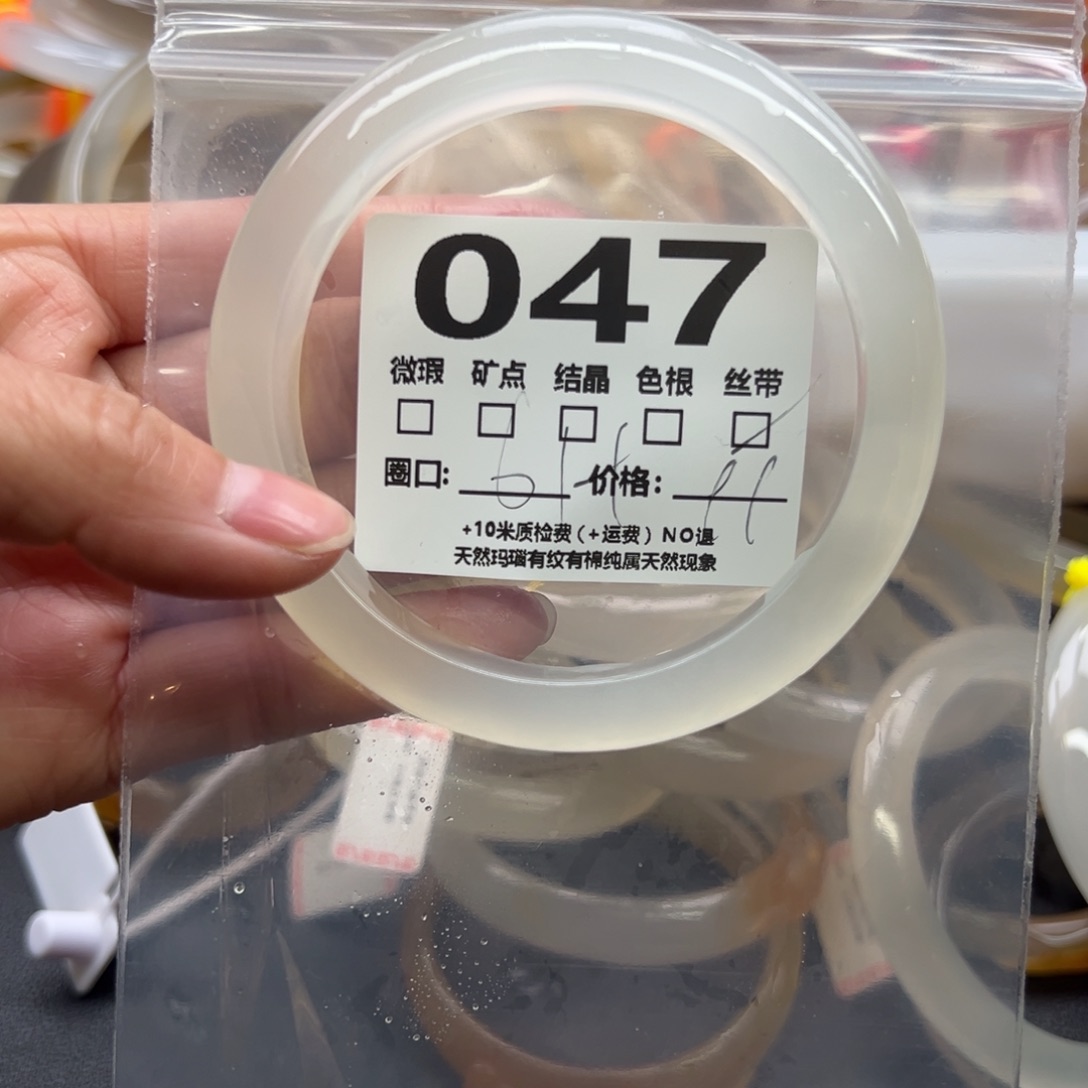 047
微瑕 矿点 结晶 色根 丝带
圈口: 价格:
+10米质检费(+运费)NO退
天然玛瑙有纹有棉纯属天然现象